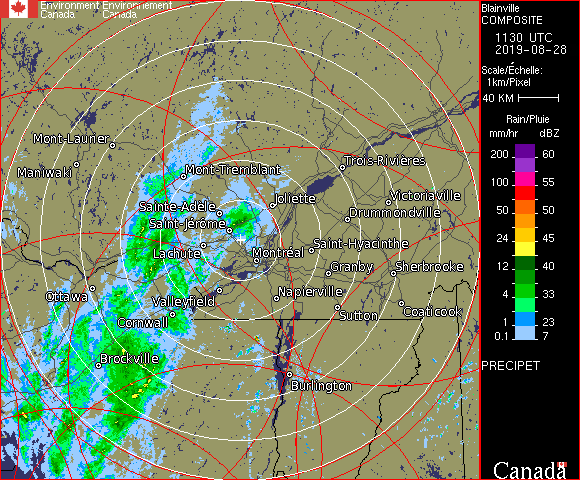 Environment Environnement
Canada Canada
Blainville
COMPOSITE
1130 UTC
2019-08-28
Scale/Échelle:
1km/Pixel
40 KM
Rain/Pluie
mm/hr dBZ
200 60
100 55
50 50
24 45
12 40
4 33
1 23
0.1 7
PRECIPET
Mont-Laurier
Maniwaki
Mont-Tremblant
Trois-Rivières
Joliette
Victoriaville
Sainte-Adele
Drummondville
Saint-Jérôme
Lachute
Montréal
Saint-Hyacinthe
Granby
Sherbrooke
Ottawa
Valleyfield
Napierville
Cornwall
Sutton
Coaticook
Brockville
Burlington
Canada